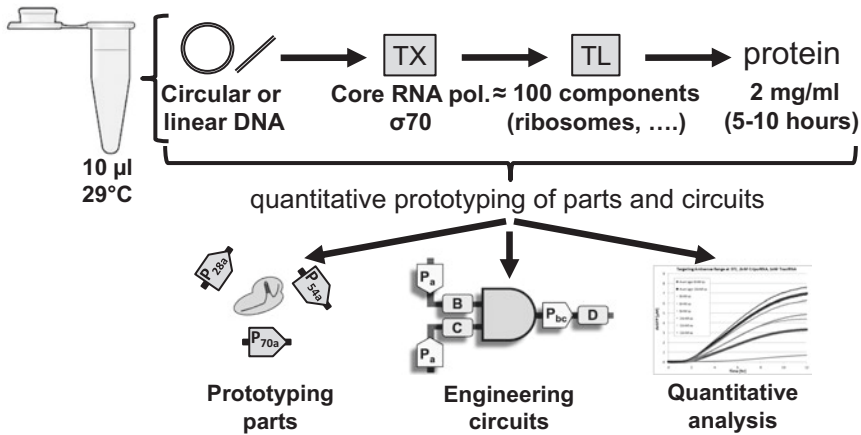 TX
TL
protein
Circular or
linear DNA
Core RNA pol.
σ70
≈ 100 components
(ribosomes, ....)
2 mg/ml
(5-10 hours)
10 µl
29°C
quantitative prototyping of parts and circuits
P28a
P54a
P70a
Pa
B
C
Pa
Pbc
D
Time (hr)
Prototyping
parts
Engineering
circuits
Quantitative
analysis